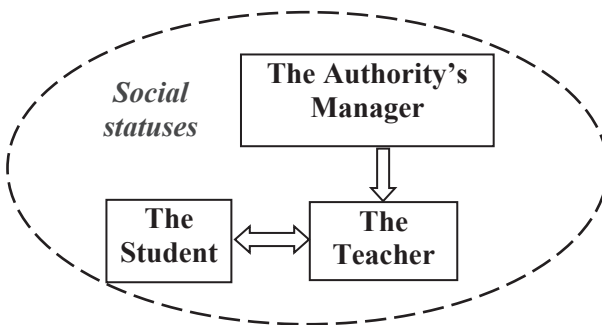 The Authority’s
Manager
Social
statuses
The
Student
The
Teacher